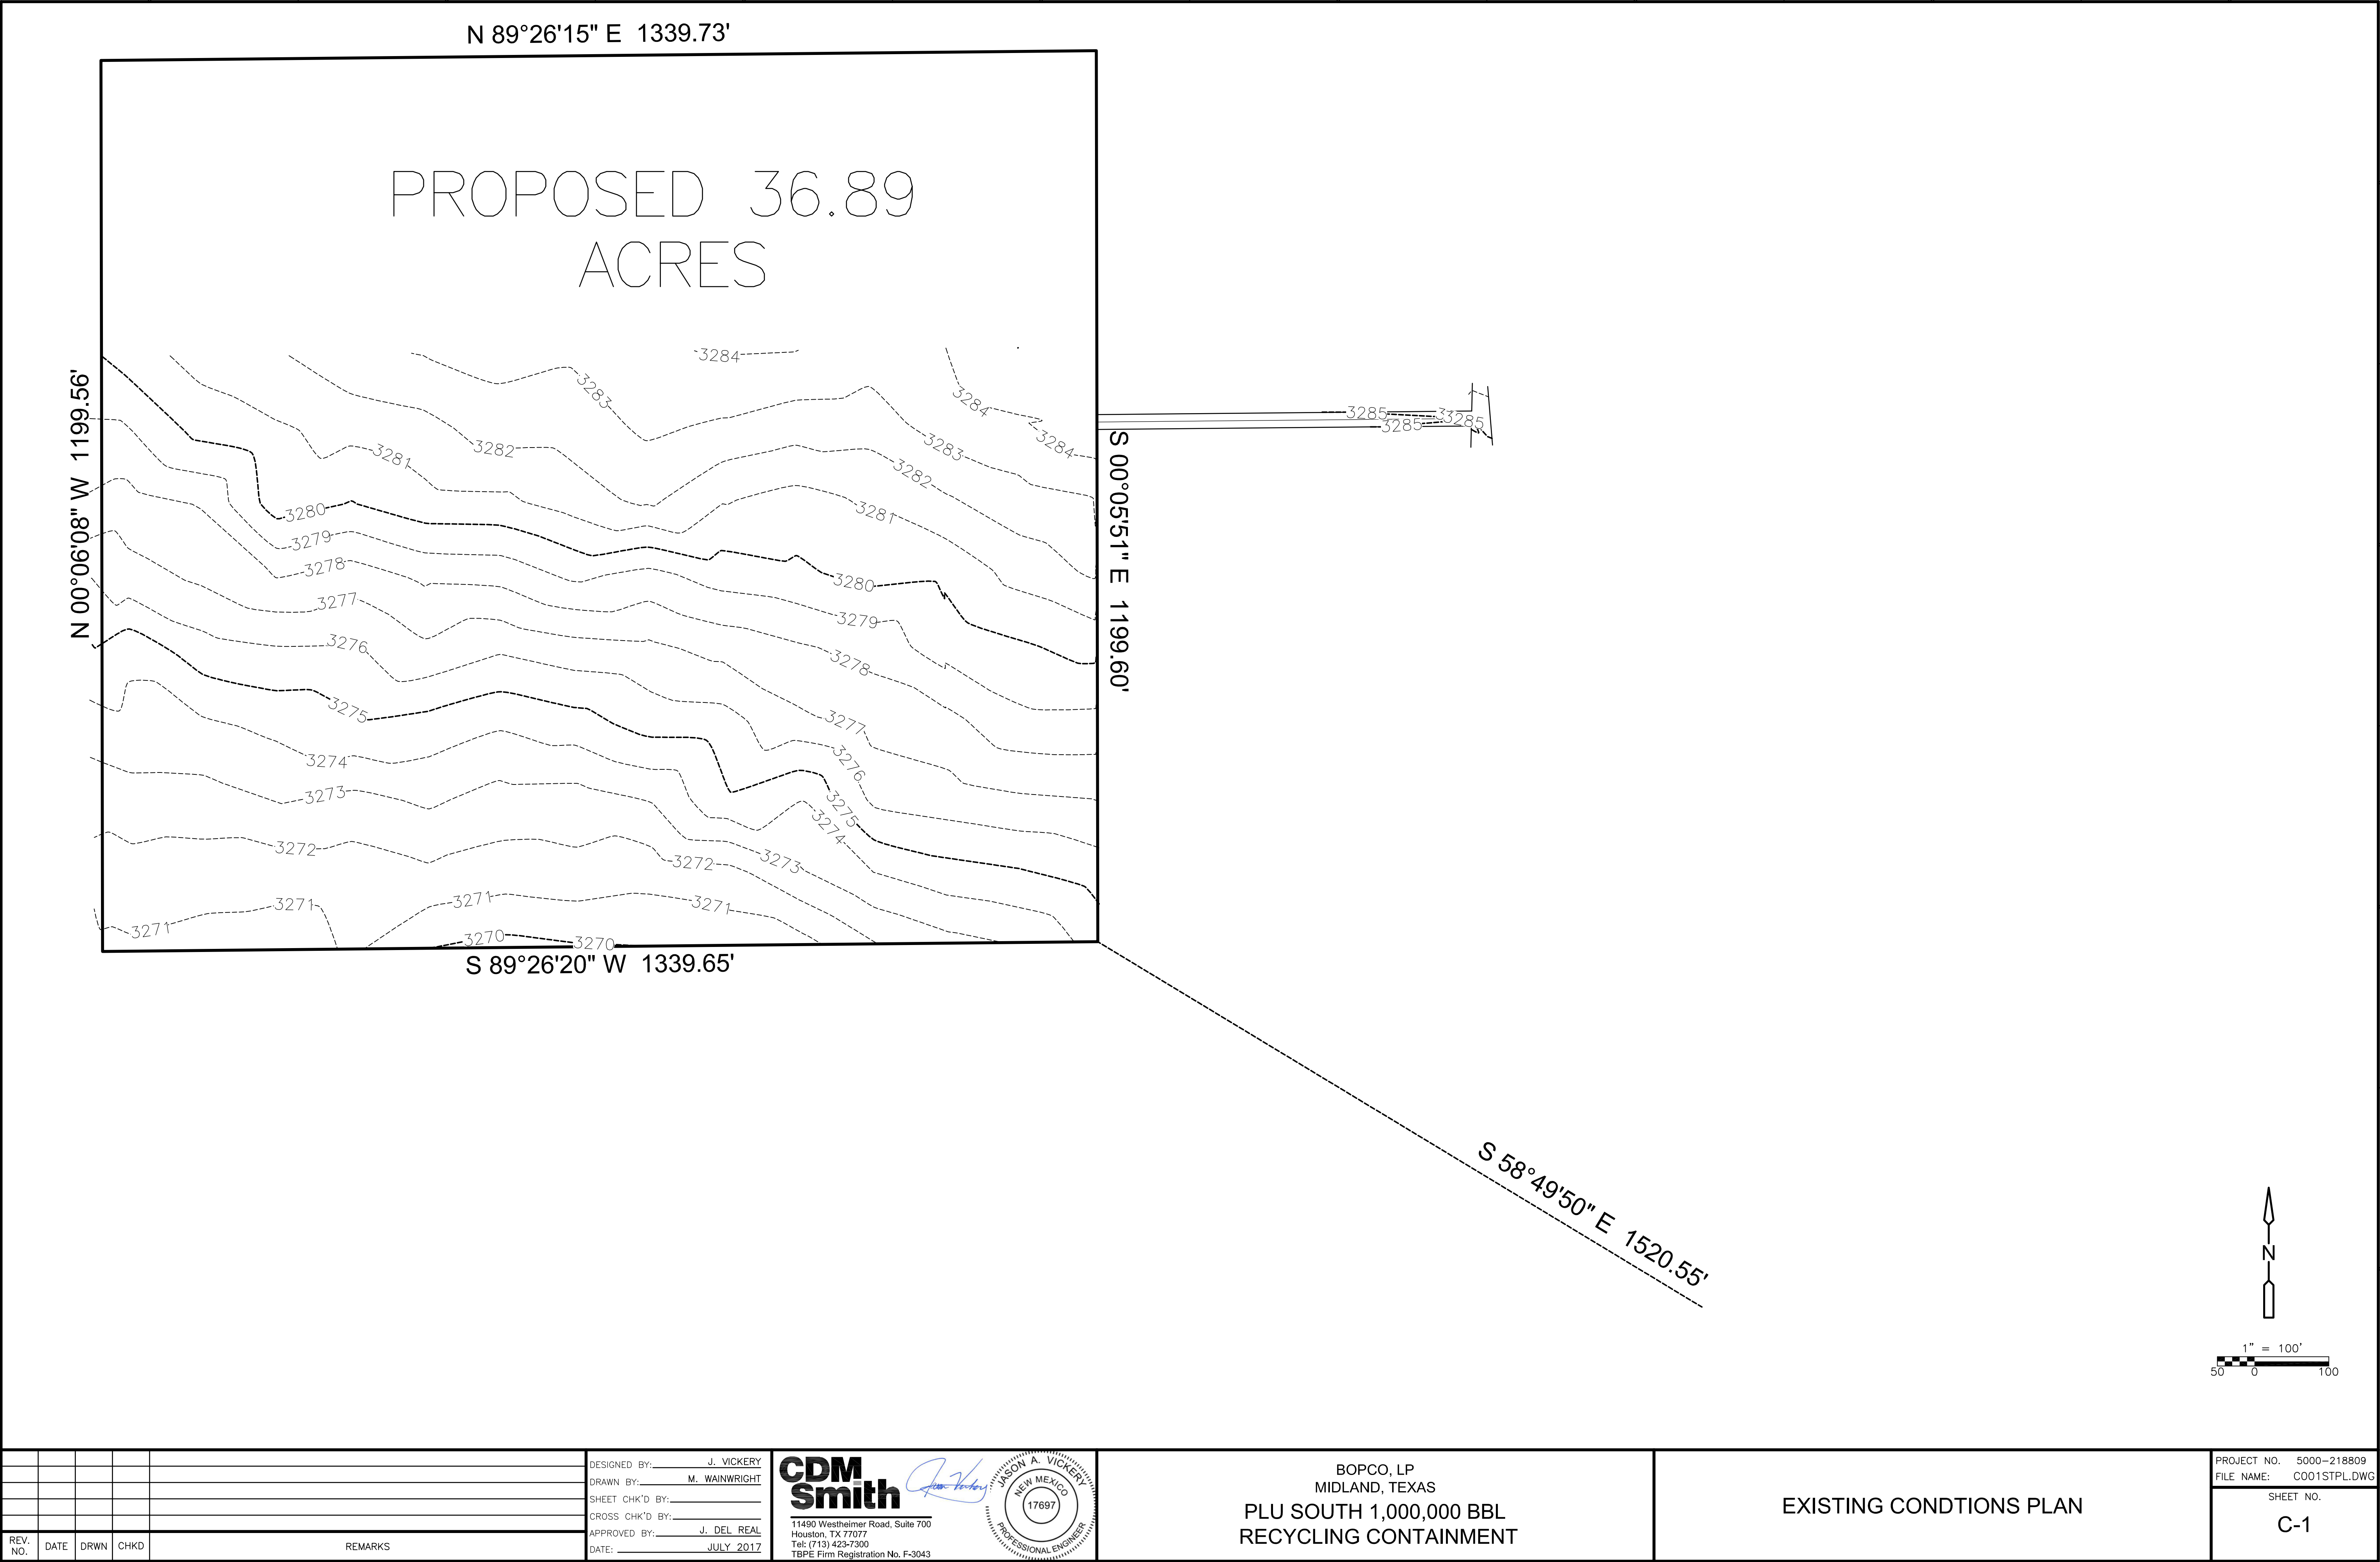 N 89°26'15" E 1339.73'
PROPOSED 36.89
ACRES
N 00°06'08" W 1199.56'
S 00°05'51" E 1199.60'
3284
3283
3284
3285
33285
3285
3284
3281
3282
3283
3282
3280
3281
3279
3278
3280
3277
3279
3276
3278
3275
3277
3274
3276
3273
3275
3274
3272
3272
3273
3271
3271
3271
3271
3270
3270
S 89°26'20" W 1339.65'
S 58°49'50" E 1520.55'
N
1" = 100'
50 0 100
REV. NO. DATE DRWN CHKD REMARKS
DESIGNED BY: J. VICKERY
DRAWN BY: M. WAINWRIGHT
SHEET CHK'D BY:
CROSS CHK'D BY:
APPROVED BY: J. DEL REAL
DATE: JULY 2017
CDM
Smith
11490 Westheimer Road, Suite 700
Houston, TX 77077
Tel: (713) 423-7300
TBPE Firm Registration No. F-3043
JASON A. VICKERY
NEW MEXICO
17697
PROFESSIONAL ENGINEER
BOPCO, LP
MIDLAND, TEXAS
PLU SOUTH 1,000,000 BBL
RECYCLING CONTAINMENT
EXISTING CONDTIONS PLAN
PROJECT NO. 5000-218809
FILE NAME: C001STPL.DWG
SHEET NO.
C-1